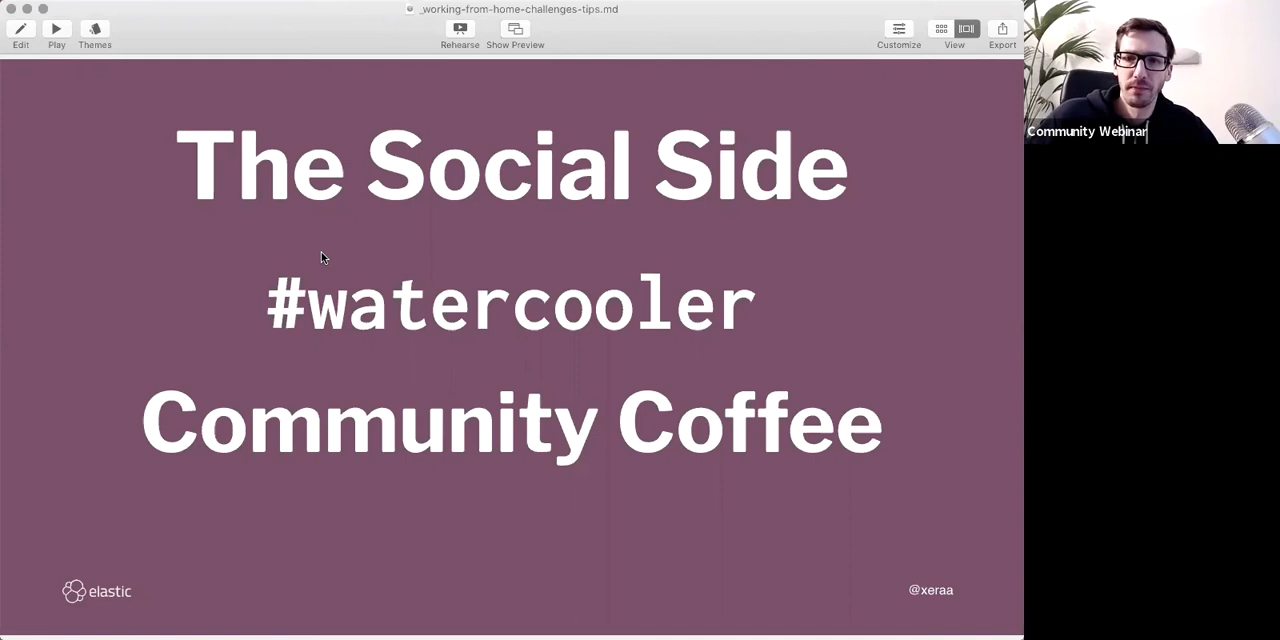 _working-from-home-challenges-tips.md
Edit
Play
Themes
Rehearse
Show Preview
Customize
View
Export
The Social Side
#watercooler
Community Coffee
elastic
@xeraa
Community Webinar